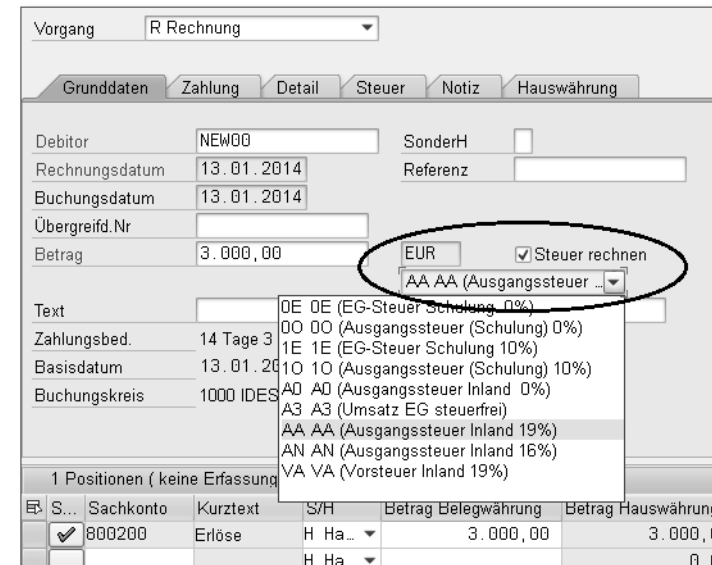 Vorgang R Rechnung
Grunddaten Zahlung Detail Steuer Notiz Hauswährung
Debitor NEW00 SonderH
Rechnungsdatum 13.01.2014 Referenz
Buchungsdatum 13.01.2014
Übergreifd.Nr
Betrag 3.000,00 EUR Steuer rechnen
AA AA (Ausgangssteuer ...
Text
0E 0E (EG-Steuer Schulung 0%)
0O 0O (Ausgangssteuer (Schulung) 0%)
Zahlungsbed. 14 Tage 3
1E 1E (EG-Steuer Schulung 10%)
Basisdatum 13.01.20
1O 1O (Ausgangssteuer (Schulung) 10%)
Buchungskreis 1000 IDES
A0 A0 (Ausgangssteuer Inland 0%)
A3 A3 (Umsatz EG steuerfrei)
AA AA (Ausgangssteuer Inland 19%)
AN AN (Ausgangssteuer Inland 16%)
VA VA (Vorsteuer Inland 19%)
1 Positionen ( keine Erfassung
S... Sachkonto Kurztext S/H Betrag Belegwährung Betrag Hauswährung
800200 Erlöse H Ha... 3.000,00 3.000,
H Ha